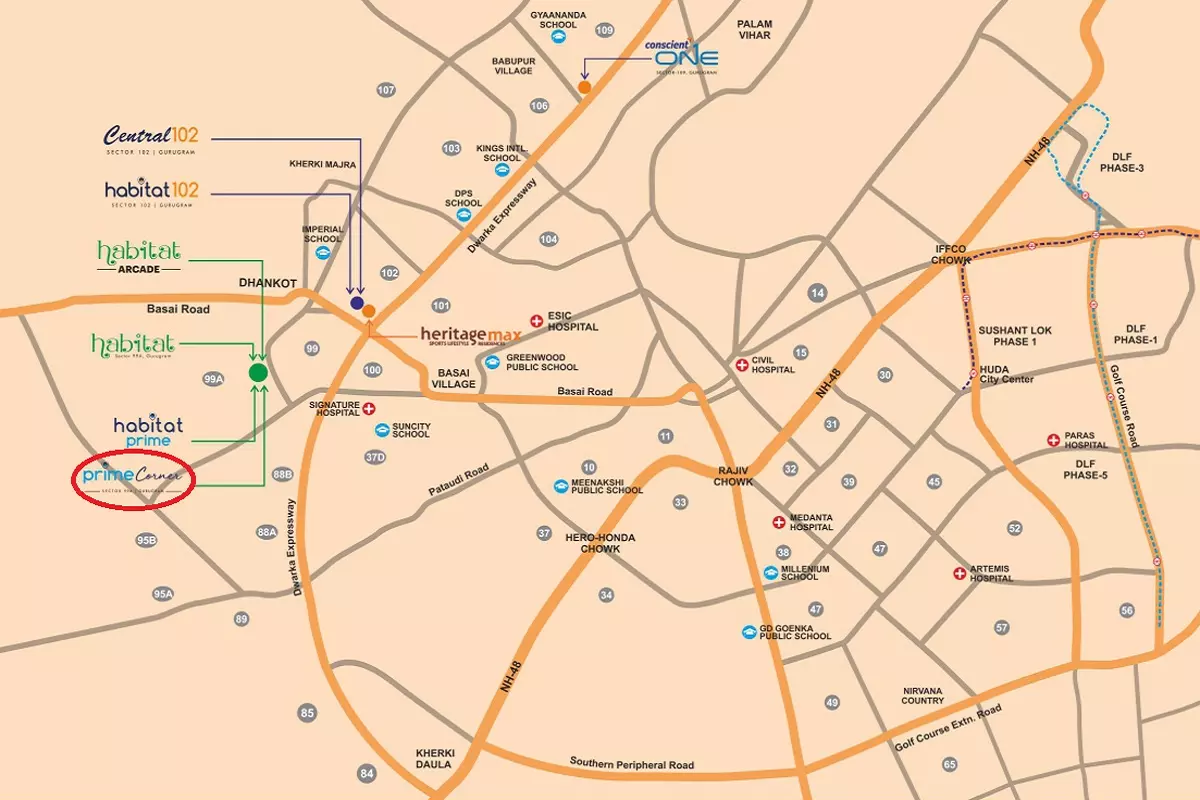 GYAANANDA
SCHOOL
109
PALAM
VIHAR
conscient
ONE
SECTOR-109, GURUGRAM
BABUPUR
VILLAGE
107
106
Central 102
SECTOR 102 | GURUGRAM
103
KINGS INTL.
SCHOOL
NH-48
DLF
PHASE-3
KHERKI MAJRA
habitat 102
SECTOR 102 | GURUGRAM
DPS
SCHOOL
Dwarka Expressway
IMPERIAL
SCHOOL
104
habitat
ARCADE
IFFCO
CHOWK
102
DHANKOT
Basai Road
101
14
heritagemax
SPORTS LIFESTYLE RESIDENCES
ESIC
HOSPITAL
SUSHANT LOK
PHASE 1
DLF
PHASE-1
habitat
Sector 99A, Gurugram
99
100
GREENWOOD
PUBLIC SCHOOL
15
CIVIL
HOSPITAL
99A
BASAI
VILLAGE
NH-48
30
HUDA
City Center
Basai Road
Golf Course Road
SIGNATURE
HOSPITAL
SUNCITY
SCHOOL
habitat
prime
11
31
PARAS
HOSPITAL
37D
prime Corner
88B
Pataudi Road
10
MEENAKSHI
PUBLIC SCHOOL
RAJIV
CHOWK
32
39
45
DLF
PHASE-5
33
88A
95B
Dwarka Expressway
37
HERO-HONDA
CHOWK
MEDANTA
HOSPITAL
52
38
47
MILLENIUM
SCHOOL
ARTEMIS
HOSPITAL
95A
34
89
47
56
GD GOENKA
PUBLIC SCHOOL
57
NH-48
85
49
NIRVANA
COUNTRY
Golf Course Extn. Road
KHERKI
DAULA
84
Southern Peripheral Road
65